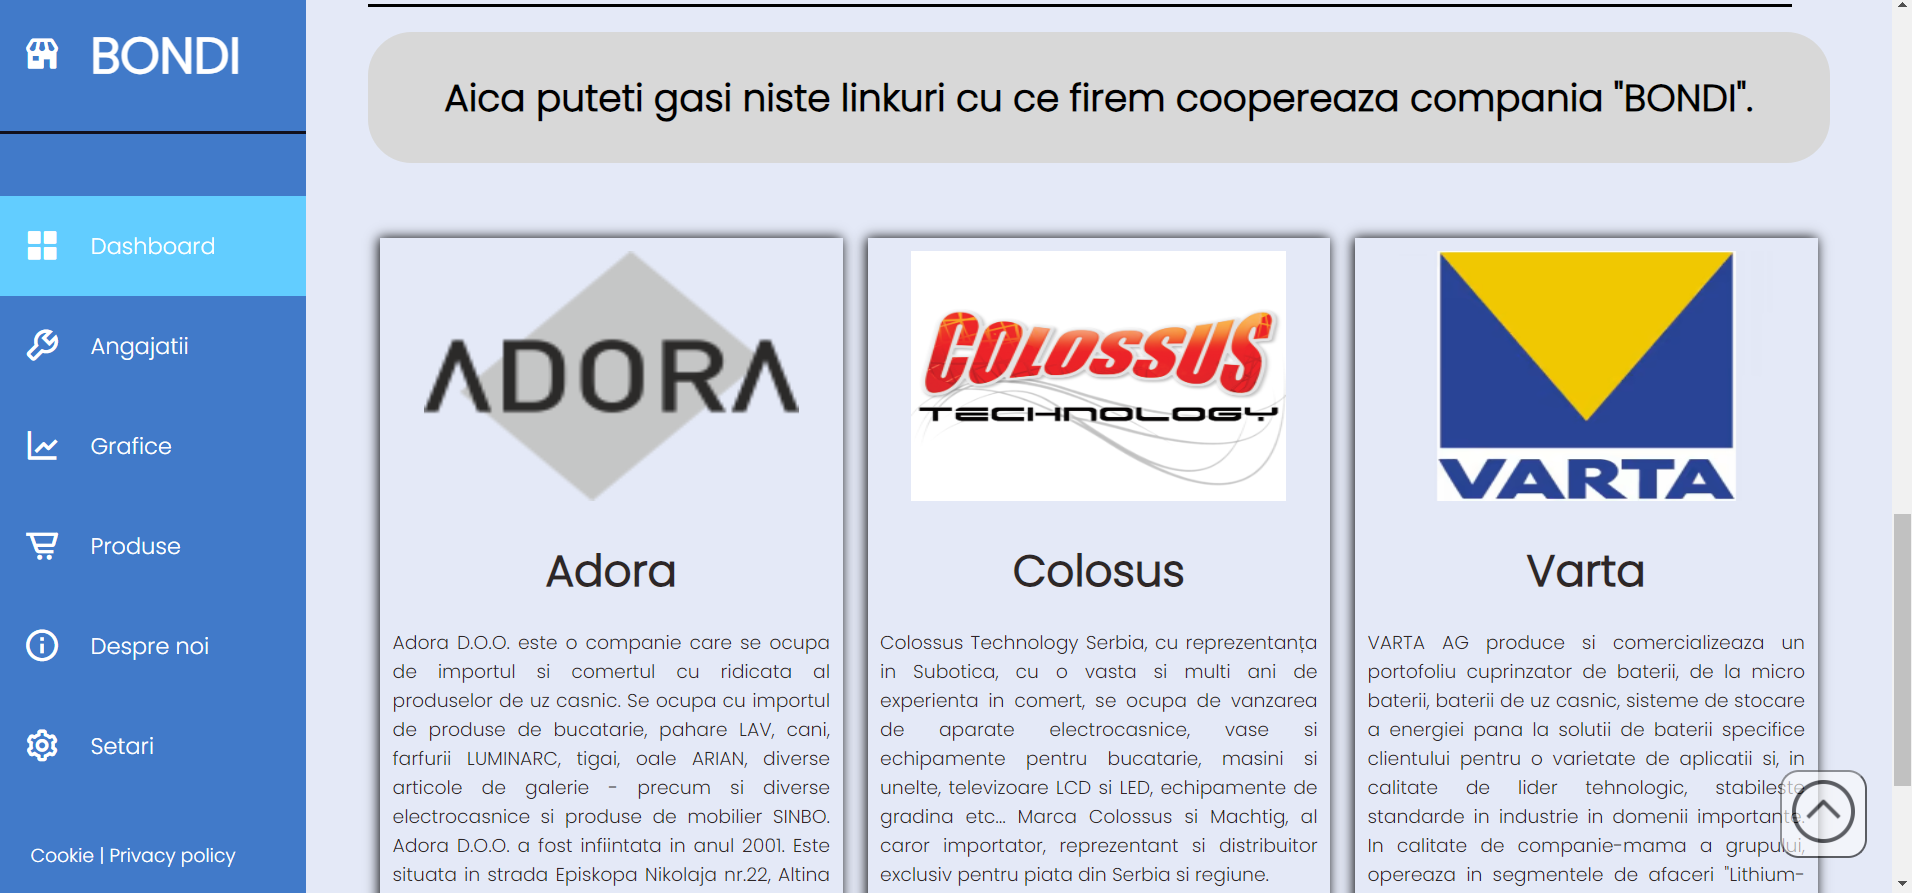 BONDI
Dashboard
Angajatii
Grafice
Produse
Despre noi
Setari
Cookie | Privacy policy
Aica puteti gasi niste linkuri cu ce firem coopereaza compania "BONDI".
ADORA
Adora
Adora D.O.O. este o companie care se ocupa
de importul si comertul cu ridicata al
produselor de uz casnic. Se ocupa cu importul
de produse de bucatarie, pahare LAV, cani,
farfurii LUMINARC, tigai, oale ARIAN, diverse
articole de galerie - precum si diverse
electrocasnice si produse de mobilier SINBO.
Adora D.O.O. a fost infiintata in anul 2001. Este
situata in strada Episkopa Nikolaja nr.22, Altina
COLOSSUS
TECHNOLOGY
Colosus
Colossus Technology Serbia, cu reprezentanța
in Subotica, cu o vasta si multi ani de
experienta in comert, se ocupa de vanzarea
de aparate electrocasnice, vase si
echipamente pentru bucatarie, masini si
unelte, televizoare LCD si LED, echipamente de
gradina etc... Marca Colossus si Machtig, al
caror importator, reprezentant si distribuitor
exclusiv pentru piata din Serbia si regiune.
VARTA
Varta
VARTA AG produce si comercializeaza un
portofoliu cuprinzator de baterii, de la micro
baterii, baterii de uz casnic, sisteme de stocare
a energiei pana la solutii de baterii specifice
clientului pentru o varietate de aplicatii si, in
calitate de lider tehnologic, stabileste
standarde in industrie in domenii importante.
In calitate de companie-mama a grupului,
opereaza in segmentele de afaceri "Lithium-